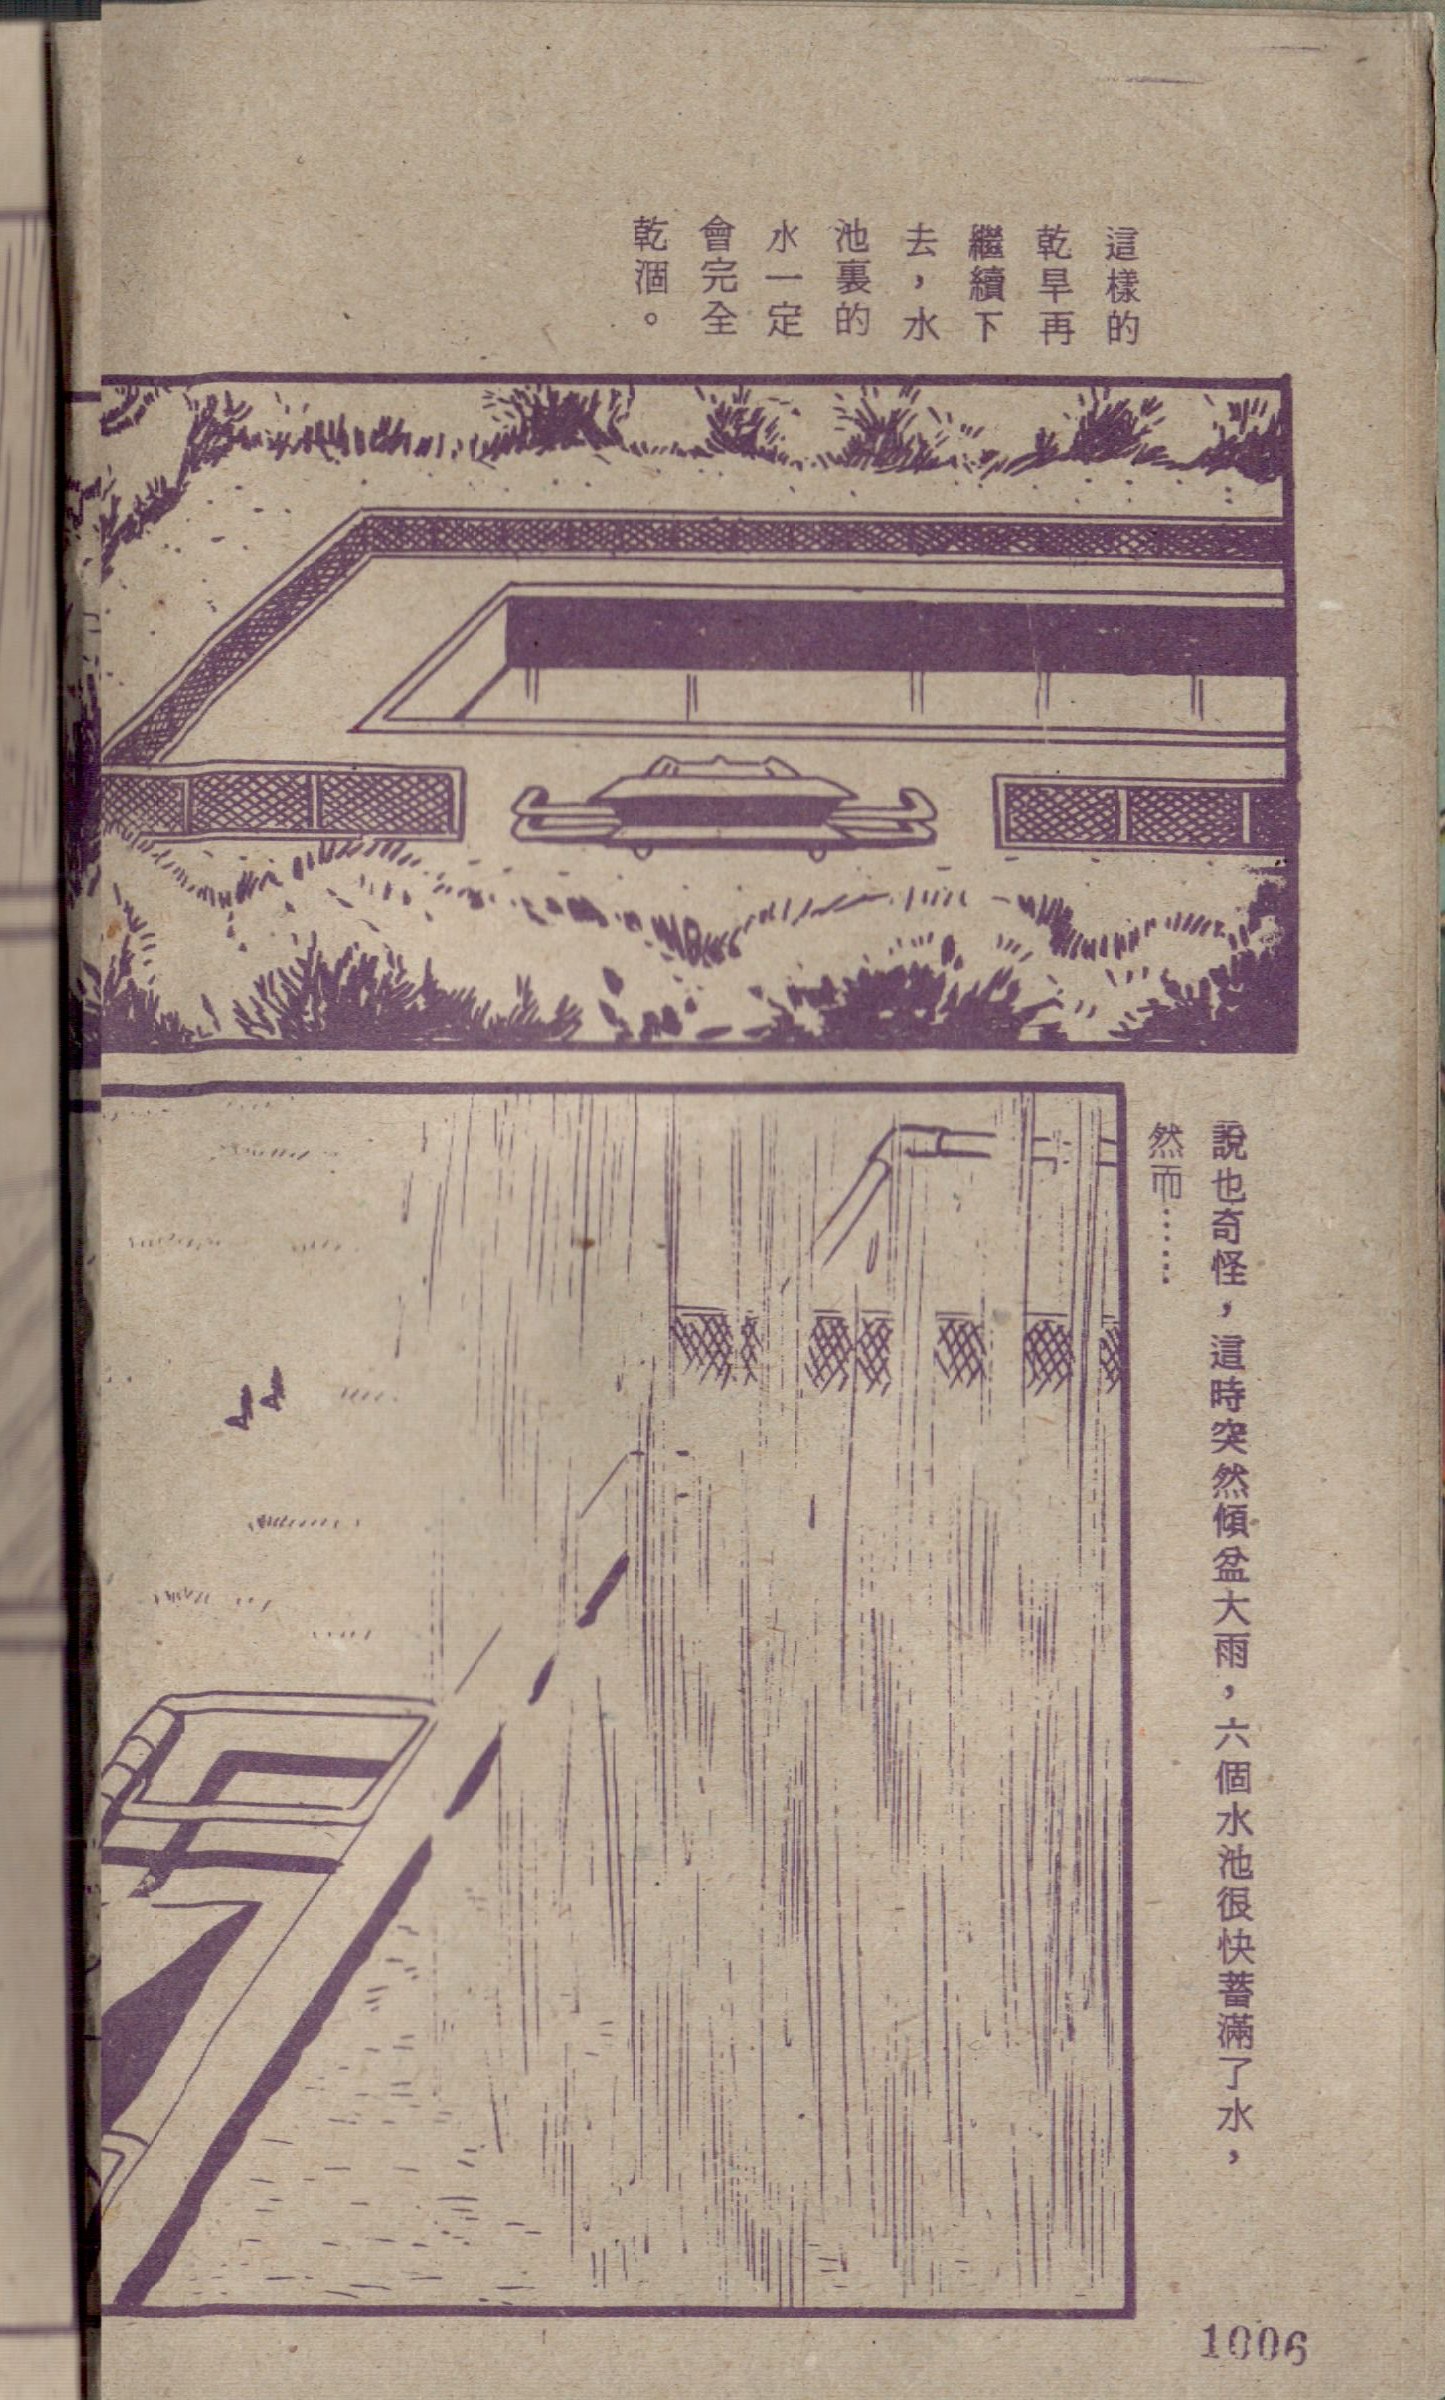 這樣的
乾旱再
繼續下
去，水
池裏的
水一定
會完全
乾涸。
說也奇怪，這時突然傾盆大雨，六個水池很快蓄滿了水，
然而……
1006